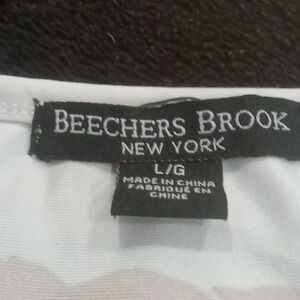 BEECHERS BROOK
NEW YORK
L/G
MADE IN CHINA
FABRIQUÉ EN
CHINE